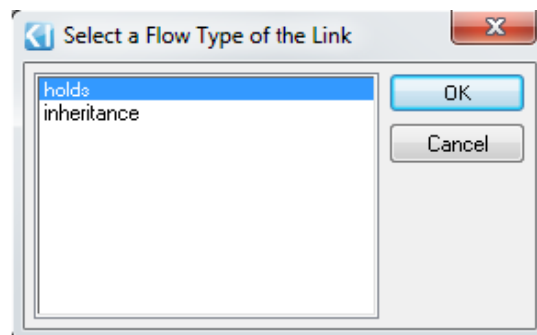 Select a Flow Type of the Link
holds
inheritance
OK
Cancel